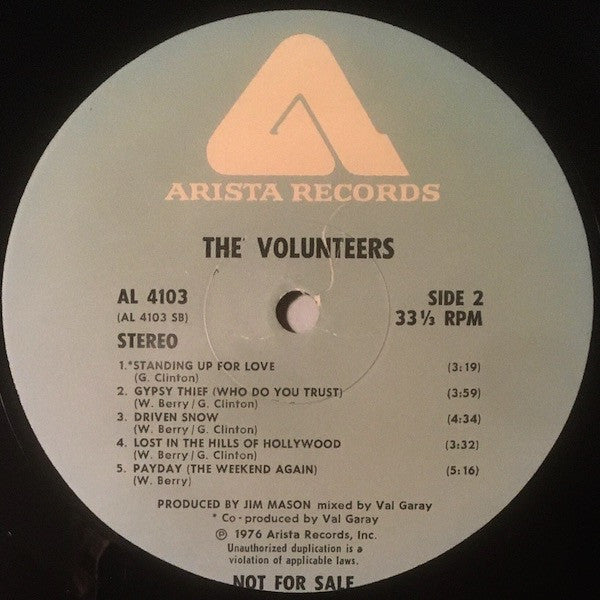 ARISTA RECORDS
THE VOLUNTEERS
AL 4103 SIDE 2
(AL 4103 SB) 33 ⅓ RPM
STEREO
1.*STANDING UP FOR LOVE (3:19)
(G. Clinton)
2. GYPSY THIEF (WHO DO YOU TRUST) (3:59)
(W. Berry/G. Clinton)
3. DRIVEN SNOW (4:34)
(W. Berry/G. Clinton)
4. LOST IN THE HILLS OF HOLLYWOOD (3:32)
(W. Berry/G. Clinton)
5. PAYDAY (THE WEEKEND AGAIN) (5:16)
(W. Berry)
PRODUCED BY JIM MASON mixed by Val Garay
* Co-produced by Val Garay
℗ 1976 Arista Records, Inc.
Unauthorized duplication is a
violation of applicable laws.
NOT FOR SALE